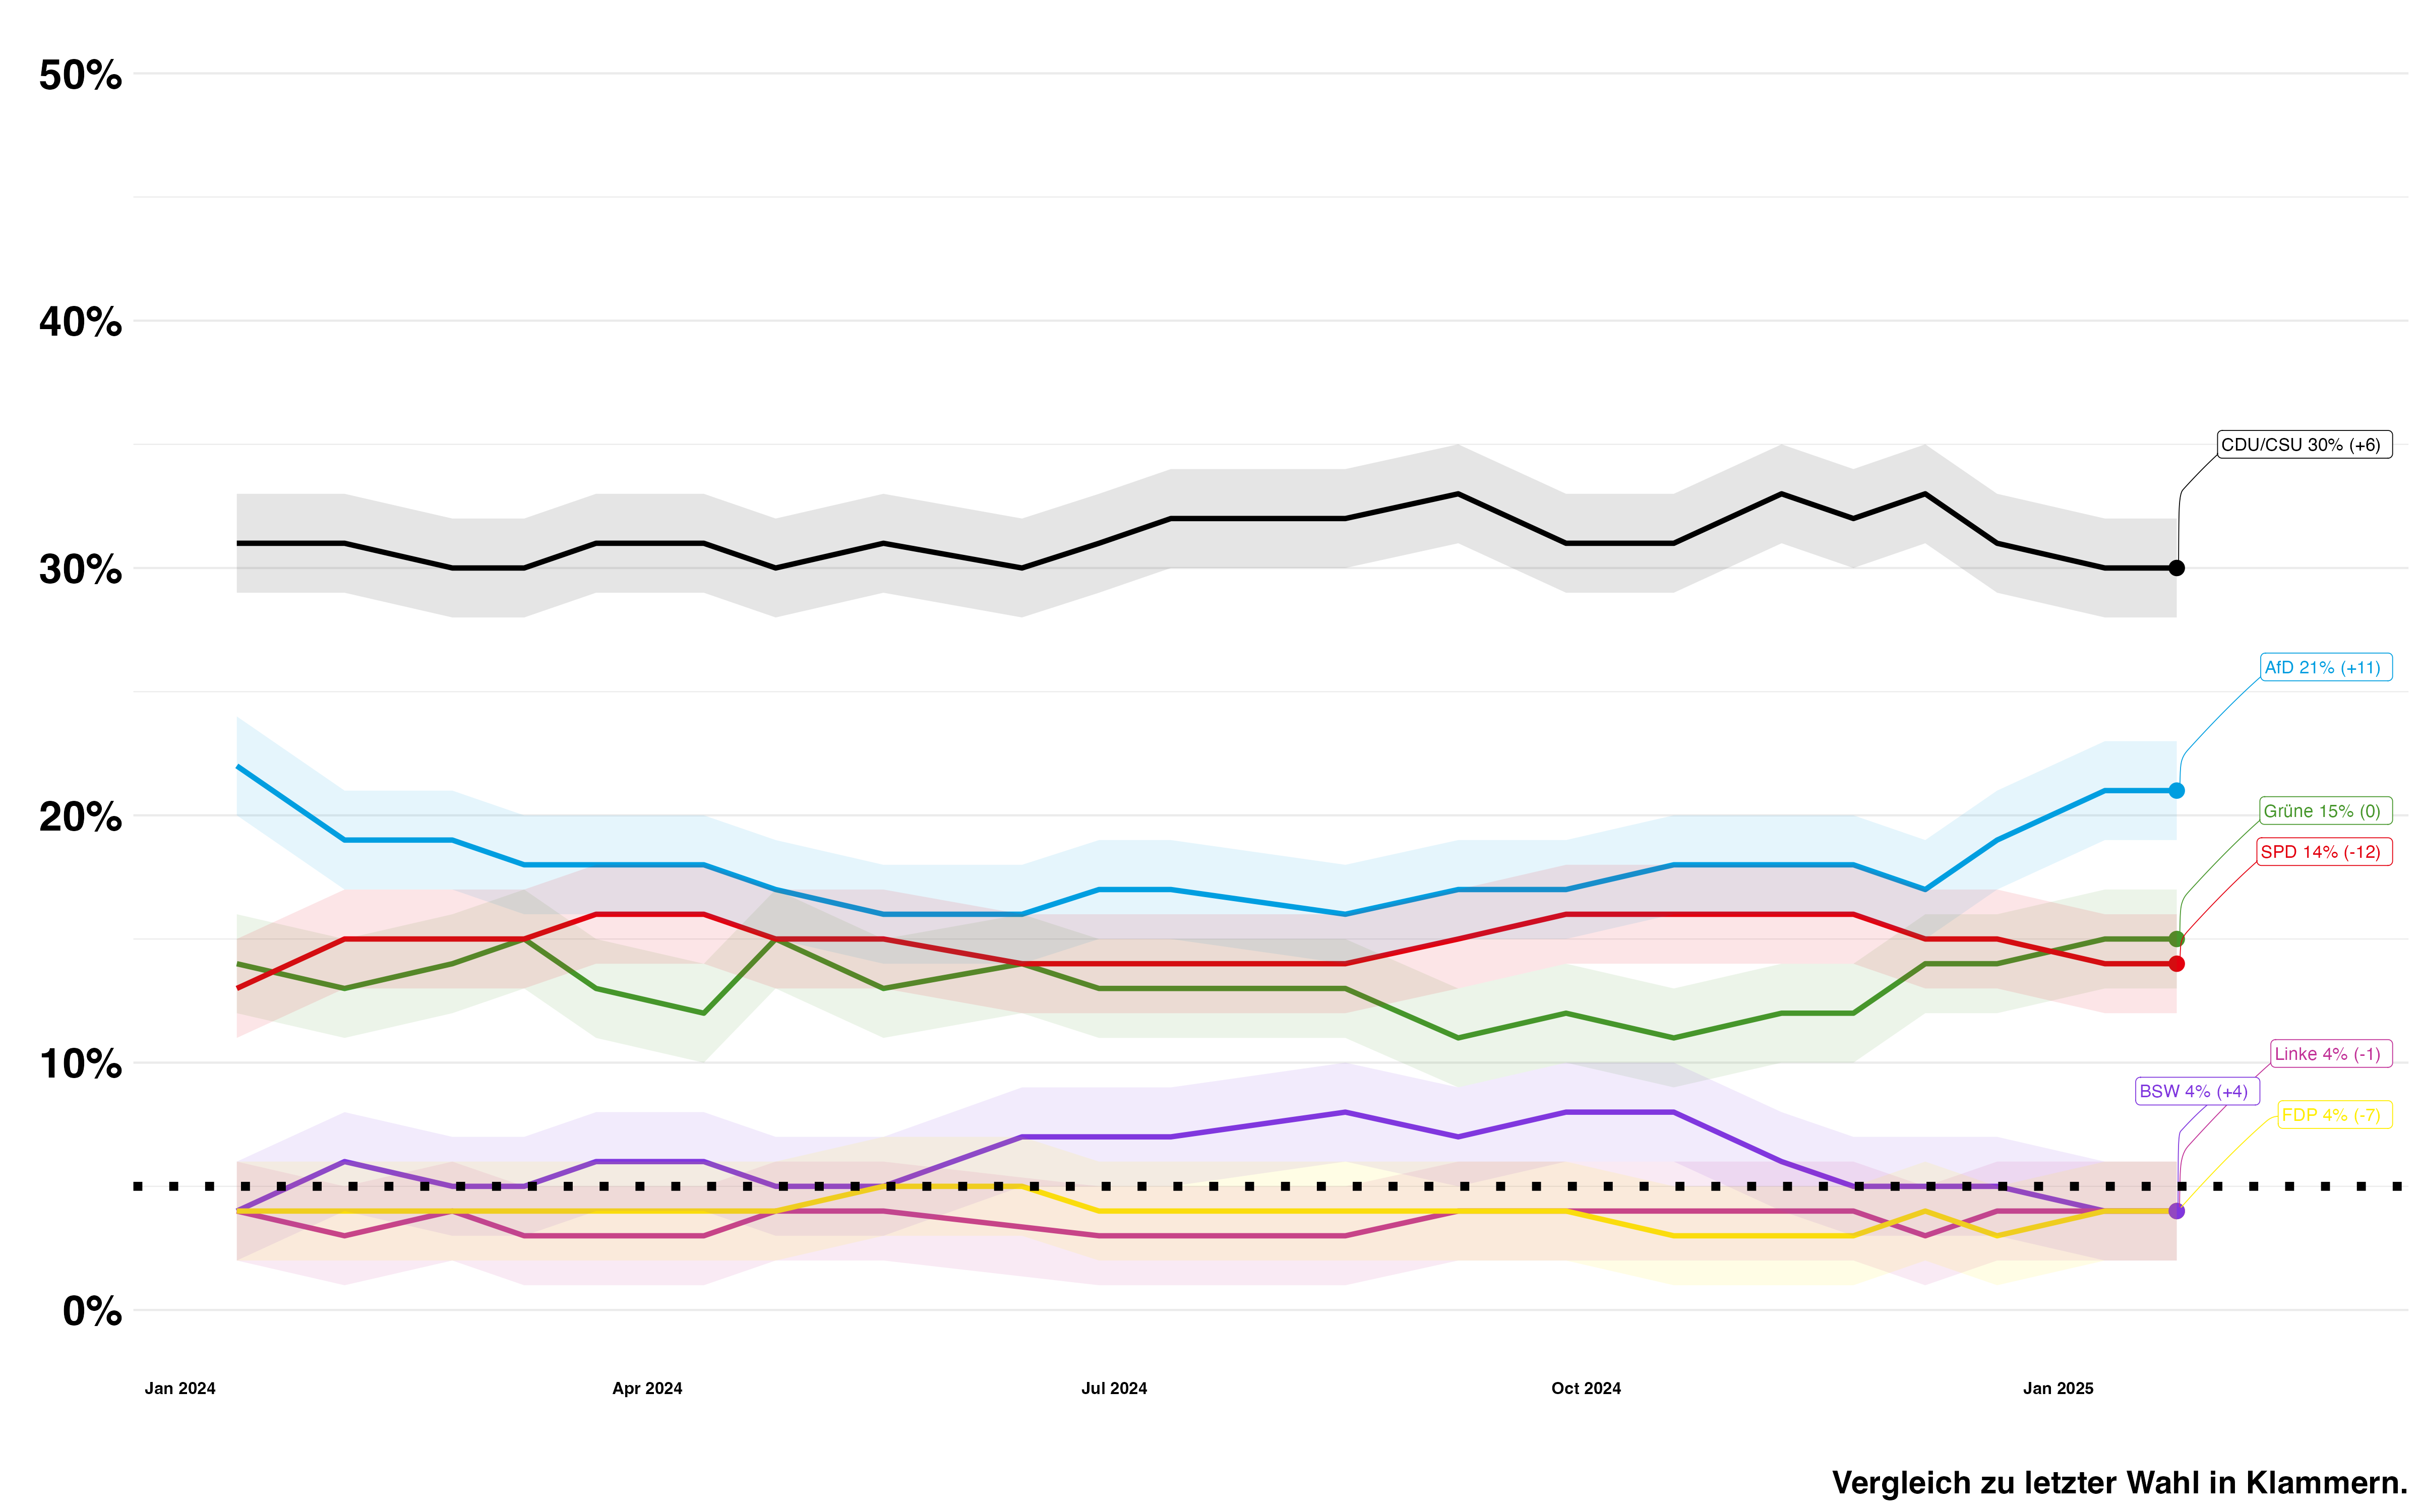 50%
40%
30%
20%
10%
0%
CDU/CSU 30% (+6)
AfD 21% (+11)
Grüne 15% (0)
SPD 14% (-12)
Linke 4% (-1)
BSW 4% (+4)
FDP 4% (-7)
Jan 2024
Apr 2024
Jul 2024
Oct 2024
Jan 2025
Vergleich zu letzter Wahl in Klammern.